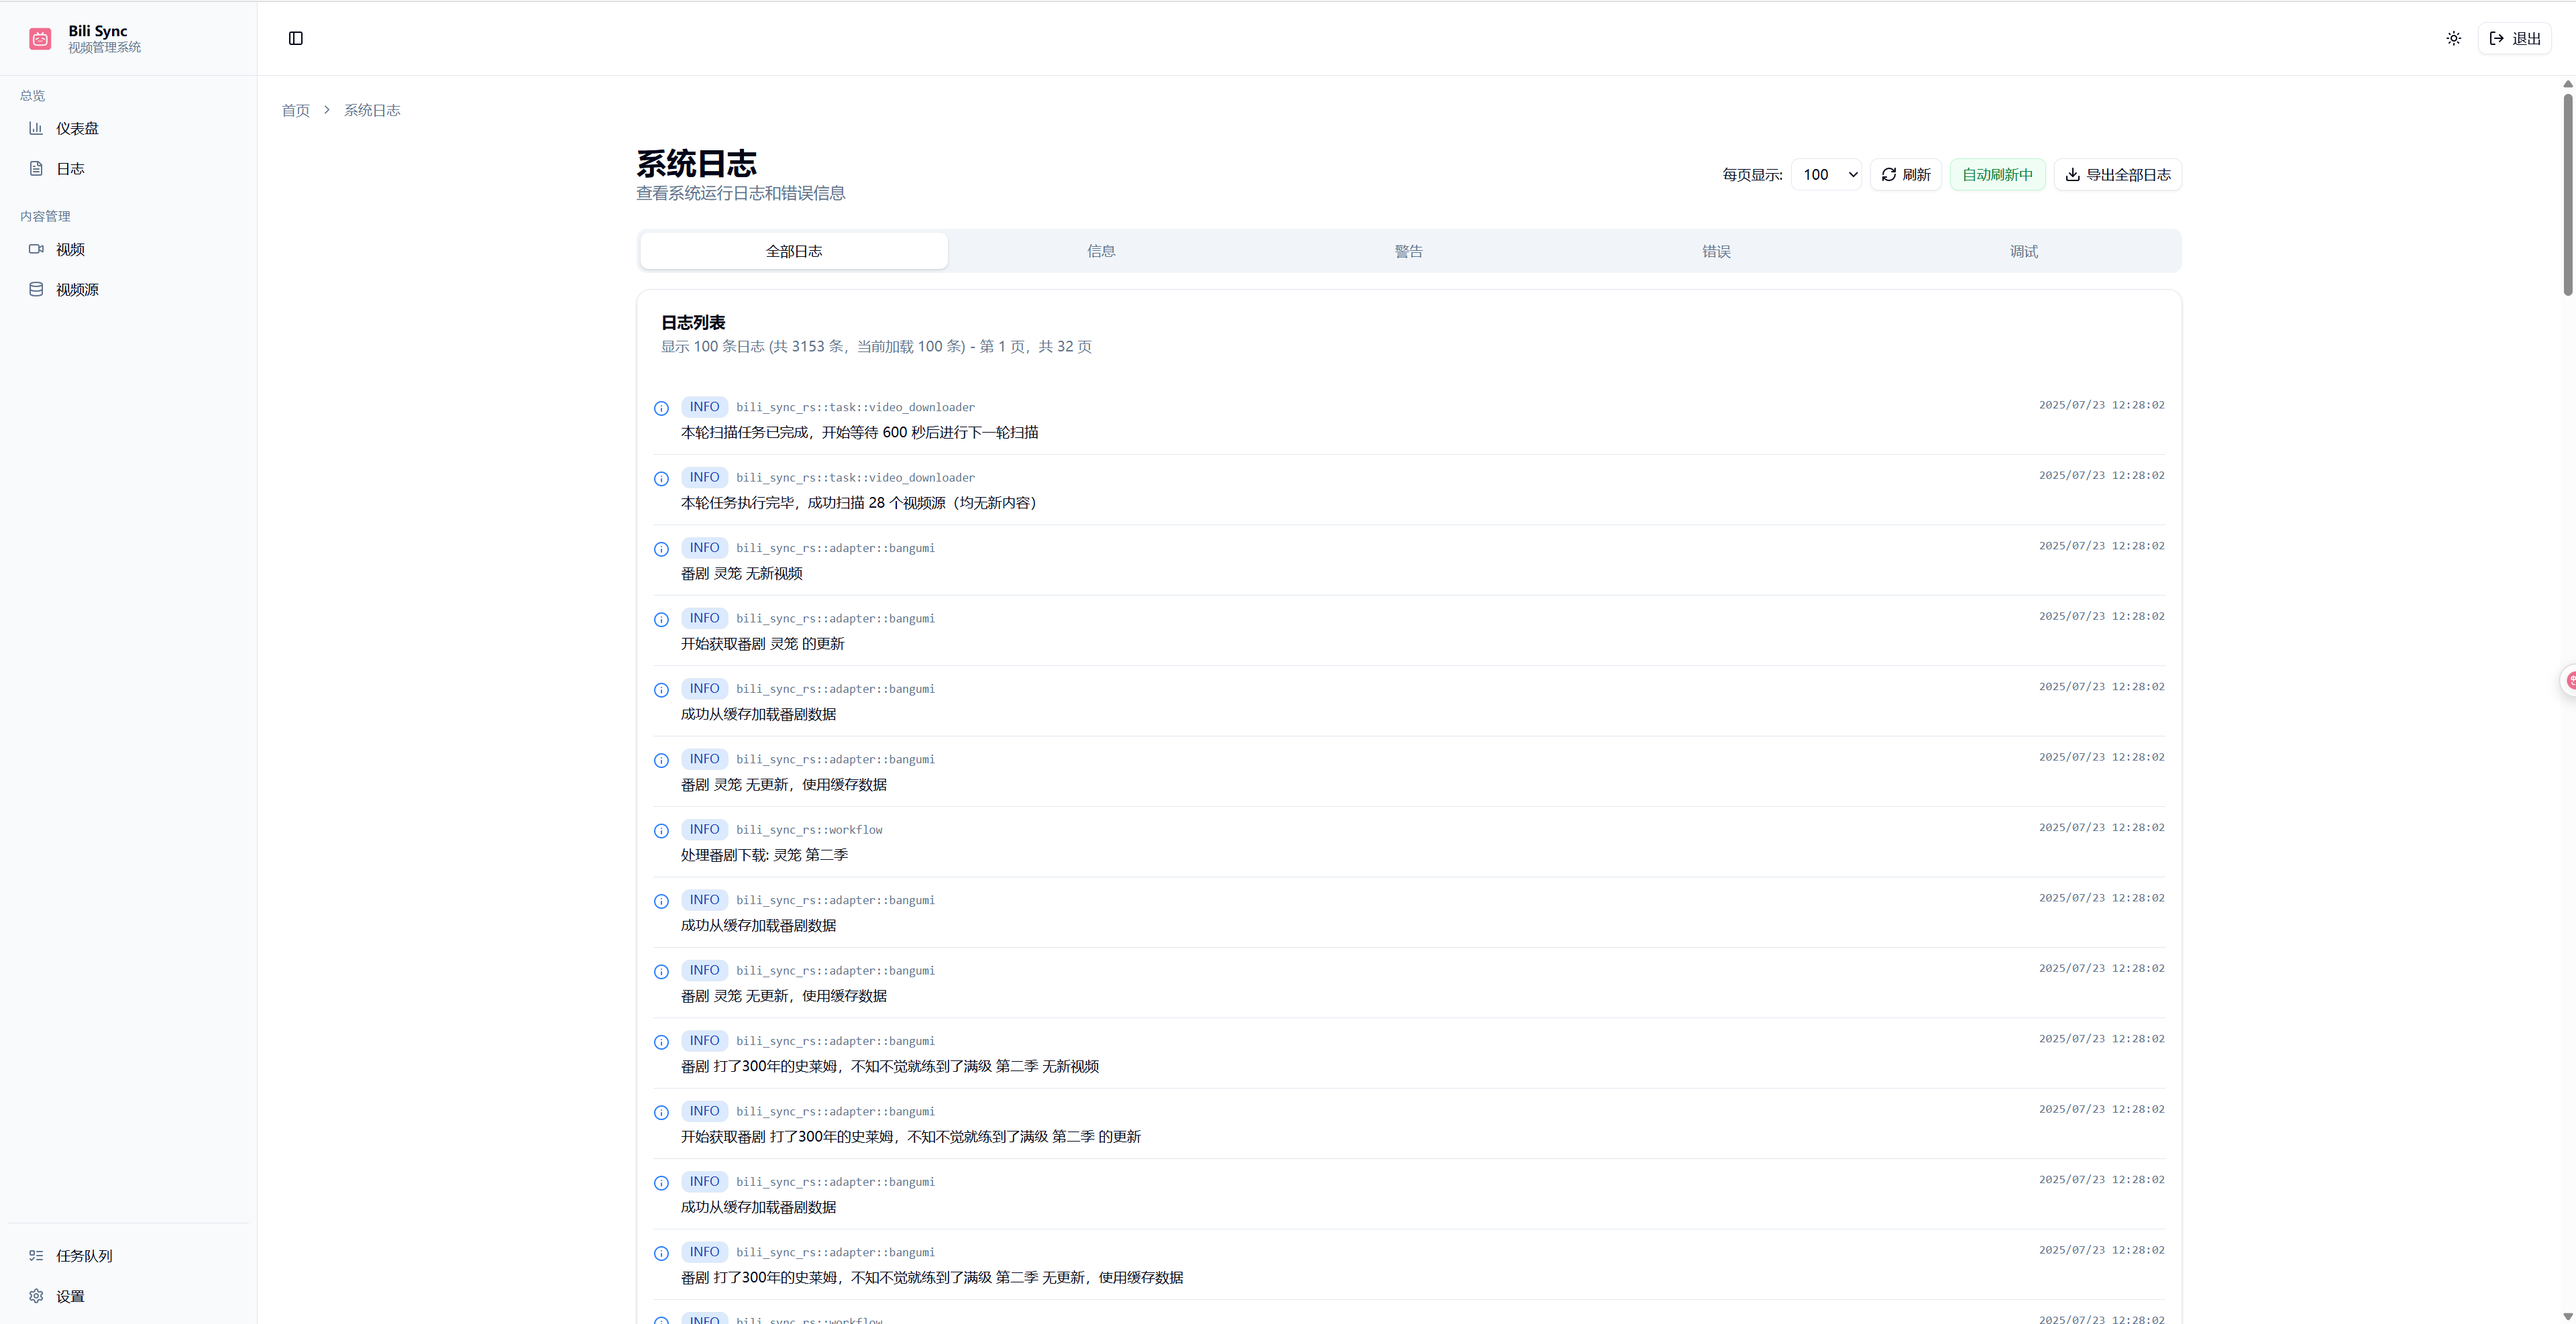 Bili Sync
视频管理系统
退出
总览
仪表盘
日志
内容管理
视频
视频源
任务队列
设置
首页
系统日志
系统日志
查看系统运行日志和错误信息
每页显示: 100 刷新 自动刷新中 导出全部日志
全部日志 信息 警告 错误 调试
日志列表
显示 100 条日志 (共 3153 条，当前加载 100 条) - 第 1 页，共 32 页
INFO bili_sync_rs::task::video_downloader 2025/07/23 12:28:02
本轮扫描任务已完成，开始等待 600 秒后进行下一轮扫描
INFO bili_sync_rs::task::video_downloader 2025/07/23 12:28:02
本轮任务执行完毕，成功扫描 28 个视频源（均无新内容）
INFO bili_sync_rs::adapter::bangumi 2025/07/23 12:28:02
番剧 灵笼 无新视频
INFO bili_sync_rs::adapter::bangumi 2025/07/23 12:28:02
开始获取番剧 灵笼 的更新
INFO bili_sync_rs::adapter::bangumi 2025/07/23 12:28:02
成功从缓存加载番剧数据
INFO bili_sync_rs::adapter::bangumi 2025/07/23 12:28:02
番剧 灵笼 无更新，使用缓存数据
INFO bili_sync_rs::workflow 2025/07/23 12:28:02
处理番剧下载: 灵笼 第二季
INFO bili_sync_rs::adapter::bangumi 2025/07/23 12:28:02
成功从缓存加载番剧数据
INFO bili_sync_rs::adapter::bangumi 2025/07/23 12:28:02
番剧 灵笼 无更新，使用缓存数据
INFO bili_sync_rs::adapter::bangumi 2025/07/23 12:28:02
番剧 打了300年的史莱姆，不知不觉就练到了满级 第二季 无新视频
INFO bili_sync_rs::adapter::bangumi 2025/07/23 12:28:02
开始获取番剧 打了300年的史莱姆，不知不觉就练到了满级 第二季 的更新
INFO bili_sync_rs::adapter::bangumi 2025/07/23 12:28:02
成功从缓存加载番剧数据
INFO bili_sync_rs::adapter::bangumi 2025/07/23 12:28:02
番剧 打了300年的史莱姆，不知不觉就练到了满级 第二季 无更新，使用缓存数据
INFO bili_sync_rs::workflow 2025/07/23 12:28:02